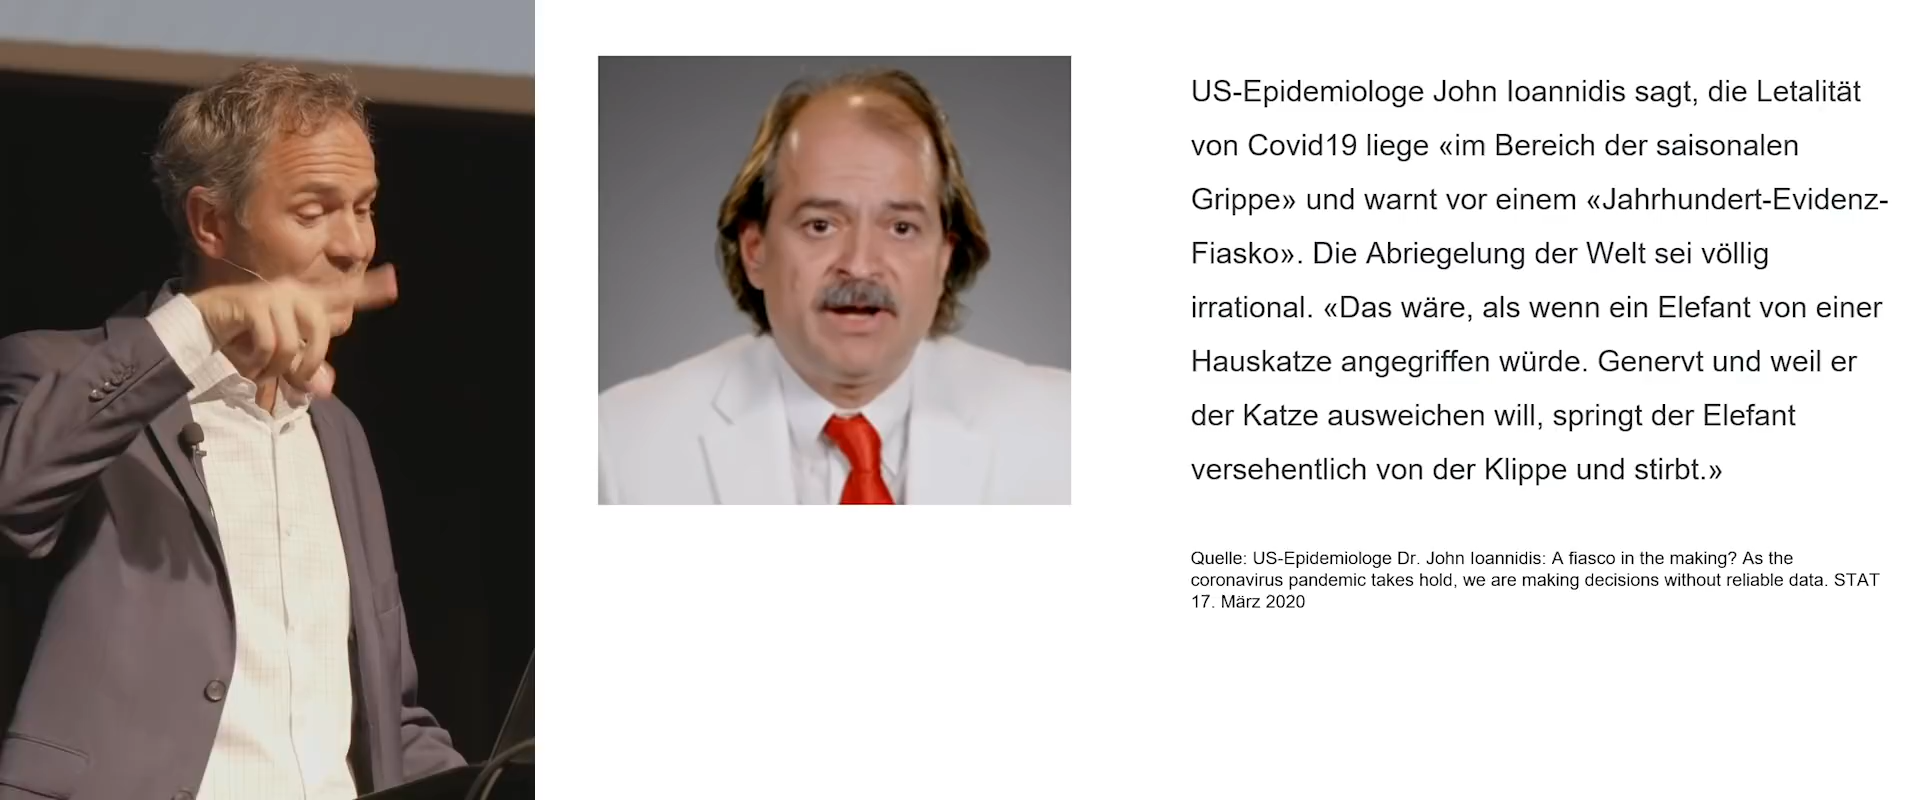 US-Epidemiologe John Ioannidis sagt, die Letalität
von Covid19 liege «im Bereich der saisonalen
Grippe» und warnt vor einem «Jahrhundert-Evidenz-
Fiasko». Die Abriegelung der Welt sei völlig
irrational. «Das wäre, als wenn ein Elefant von einer
Hauskatze angegriffen würde. Genervt und weil er
der Katze ausweichen will, springt der Elefant
versehentlich von der Klippe und stirbt.»
Quelle: US-Epidemiologe Dr. John Ioannidis: A fiasco in the making? As the
coronavirus pandemic takes hold, we are making decisions without reliable data. STAT
17. März 2020